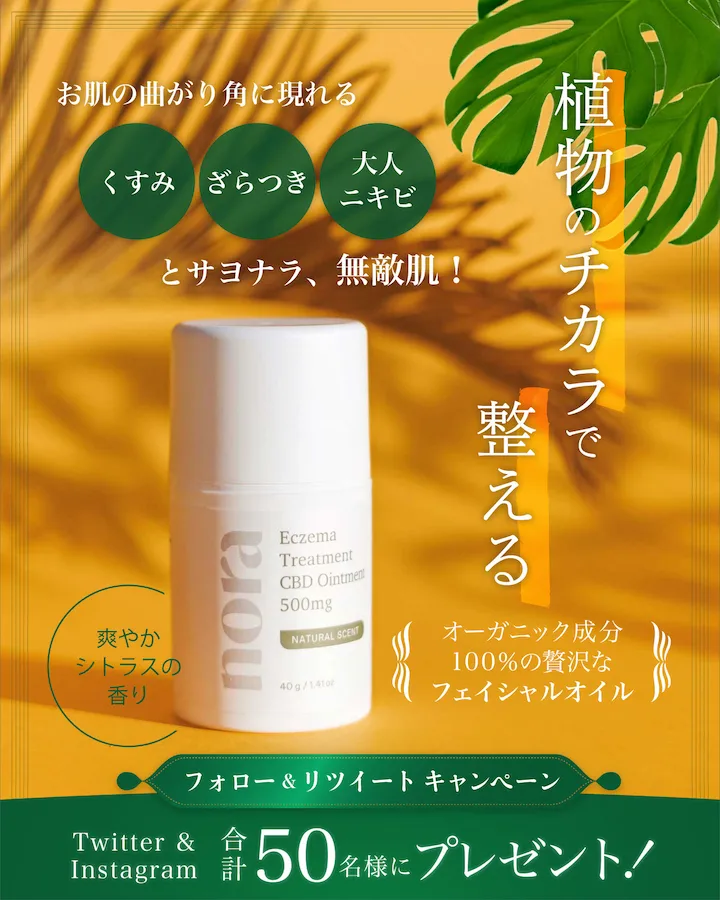 お肌の曲がり角に現れる
くすみ
ざらつき
大人
ニキビ
とサヨナラ、無敵肌！
植物のチカラで
整える
nora
Eczema
Treatment
CBD Ointment
500mg
NATURAL SCENT
40 g / 1.41oz
爽やか
シトラスの
香り
オーガニック成分
100%の贅沢な
フェイシャルオイル
フォロー＆リツイート キャンペーン
Twitter &
Instagram
合計50名様にプレゼント！